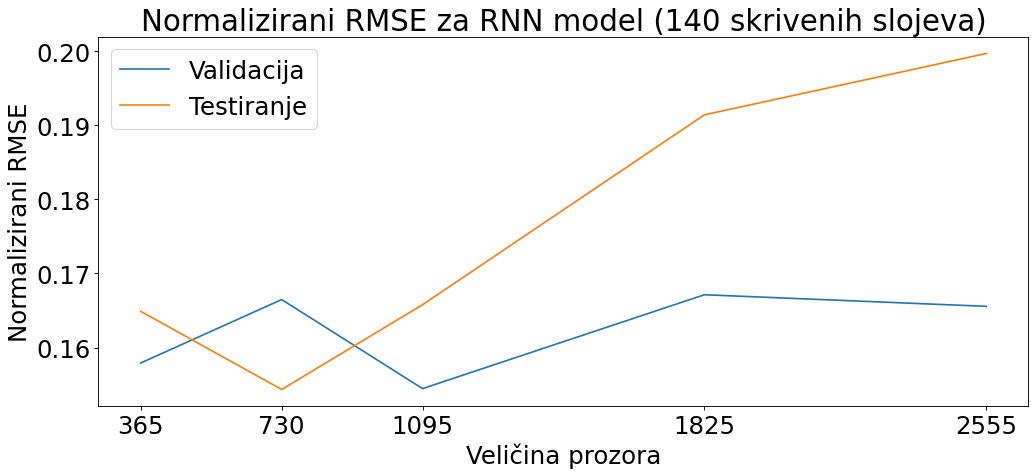 Normalizirani RMSE za RNN model (140 skrivenih slojeva)
Validacija
Testiranje
Normalizirani RMSE
0.20
0.19
0.18
0.17
0.16
365 730 1095 1825 2555
Veličina prozora